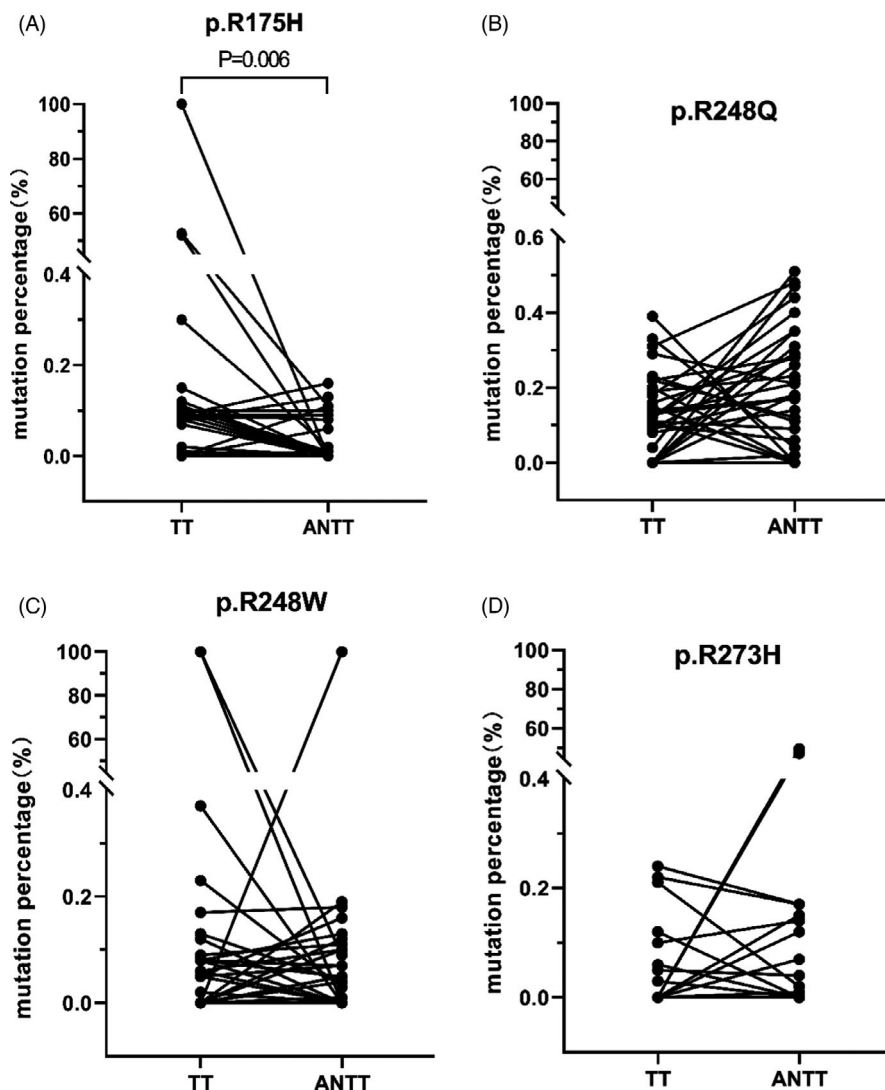 (A)
p.R175H
P=0.006
mutation percentage(%)
100
80
60
0.4
0.2
0.0
TT
ANTT
(B)
p.R248Q
mutation percentage(%)
100
80
60
0.6
0.4
0.2
0.0
TT
ANTT
(C)
p.R248W
mutation percentage(%)
100
80
60
0.4
0.2
0.0
TT
ANTT
(D)
p.R273H
mutation percentage(%)
100
80
60
0.4
0.2
0.0
TT
ANTT